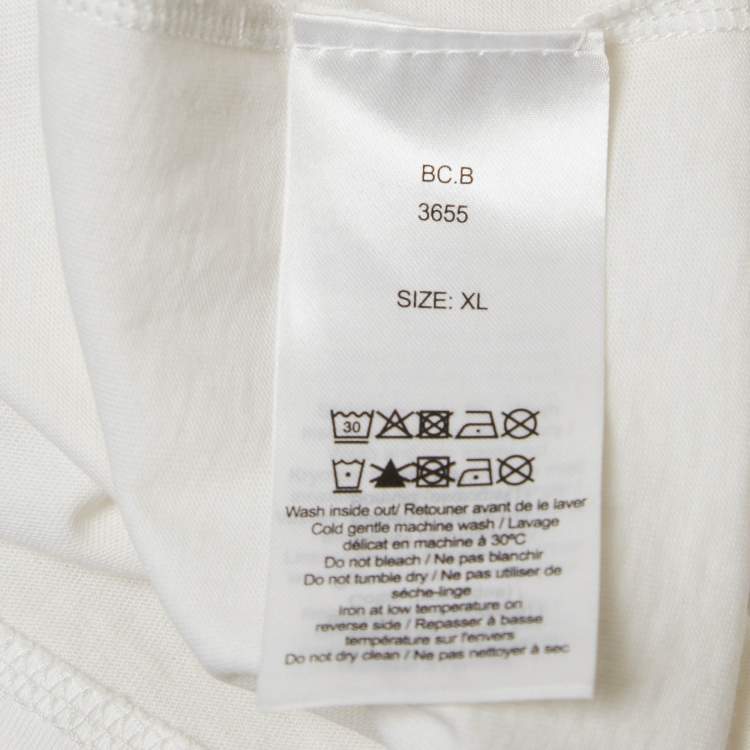 BC.B
3655
SIZE: XL
30
Wash inside out/ Retouner avant de le laver
Cold gentle machine wash / Lavage
délicat en machine à 30ºC
Do not bleach / Ne pas blanchir
Do not tumble dry / Ne pas utiliser de
séche-linge
Iron at low temperature on
reverse side / Repasser à basse
température sur l'envers
Do not dry clean / Ne pas nettoyer à sec